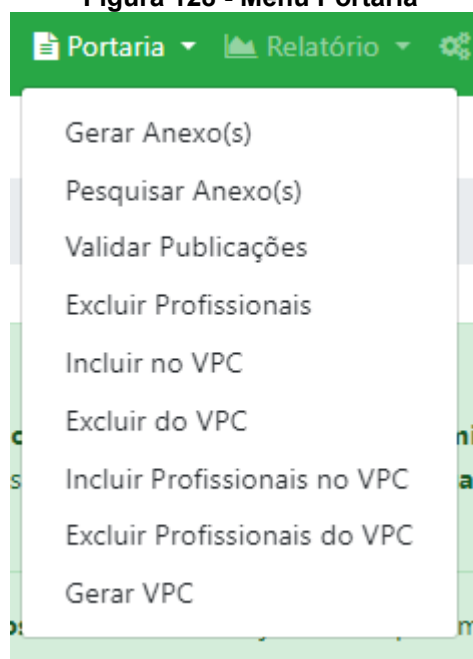 Figura 126 - Menu Portaria
Portaria Relatório
Gerar Anexo(s)
Pesquisar Anexo(s)
Validar Publicações
Excluir Profissionais
Incluir no VPC
Excluir do VPC
Incluir Profissionais no VPC
Excluir Profissionais do VPC
Gerar VPC